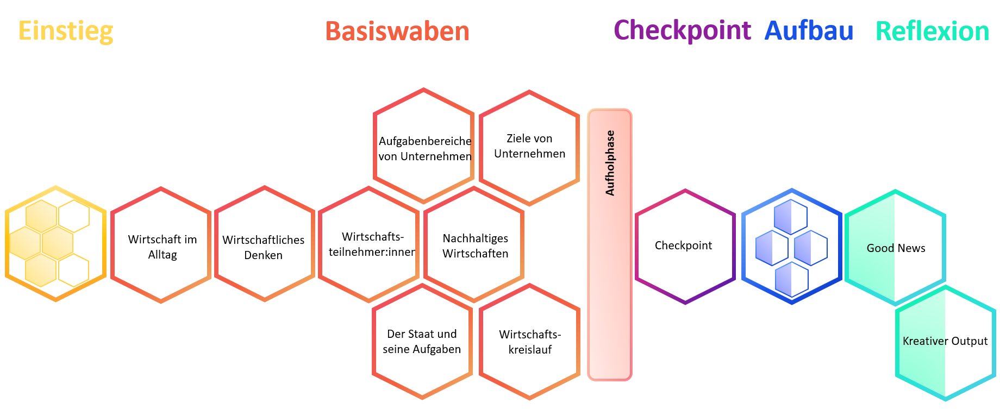 Einstieg
Basiswaben
Checkpoint
Aufbau
Reflexion
Aufgabenbereiche
von Unternehmen
Ziele von
Unternehmen
Aufholphase
Wirtschaft im
Alltag
Wirtschaftliches
Denken
Wirtschafts-
teilnehmer:innen
Nachhaltiges
Wirtschaften
Checkpoint
Good News
Der Staat und
seine Aufgaben
Wirtschafts-
kreislauf
Kreativer Output